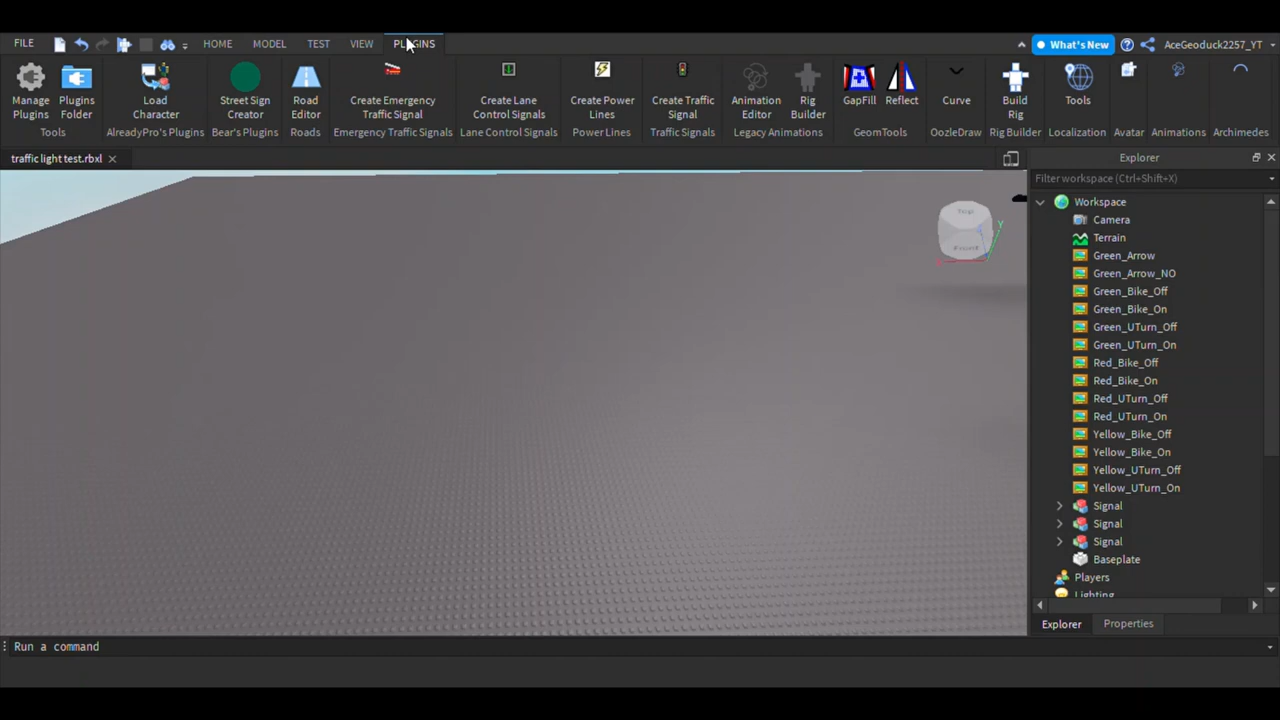 FILE HOME MODEL TEST VIEW PLUGINS What's New AceGeoduck2257_YT
Manage Plugins
Plugins Folder
Tools
Load Character
AlreadyPro's Plugins
Street Sign Creator
Bear's Plugins
Road Editor
Roads
Create Emergency Traffic Signal
Emergency Traffic Signals
Create Lane Control Signals
Lane Control Signals
Create Power Lines
Power Lines
Create Traffic Signal
Traffic Signals
Animation Editor
Rig Builder
Legacy Animations
GapFill
Reflect
GeomTools
Curve
OozleDraw
Build Rig
Rig Builder
Tools
Localization
Avatar
Animations
Archimedes
traffic light test.rbxl
Top
Front
Y
Explorer
Filter workspace (Ctrl+Shift+X)
Workspace
Camera
Terrain
Green_Arrow
Green_Arrow_NO
Green_Bike_Off
Green_Bike_On
Green_UTurn_Off
Green_UTurn_On
Red_Bike_Off
Red_Bike_On
Red_UTurn_Off
Red_UTurn_On
Yellow_Bike_Off
Yellow_Bike_On
Yellow_UTurn_Off
Yellow_UTurn_On
Signal
Signal
Signal
Baseplate
Players
Lighting
Explorer Properties
Run a command